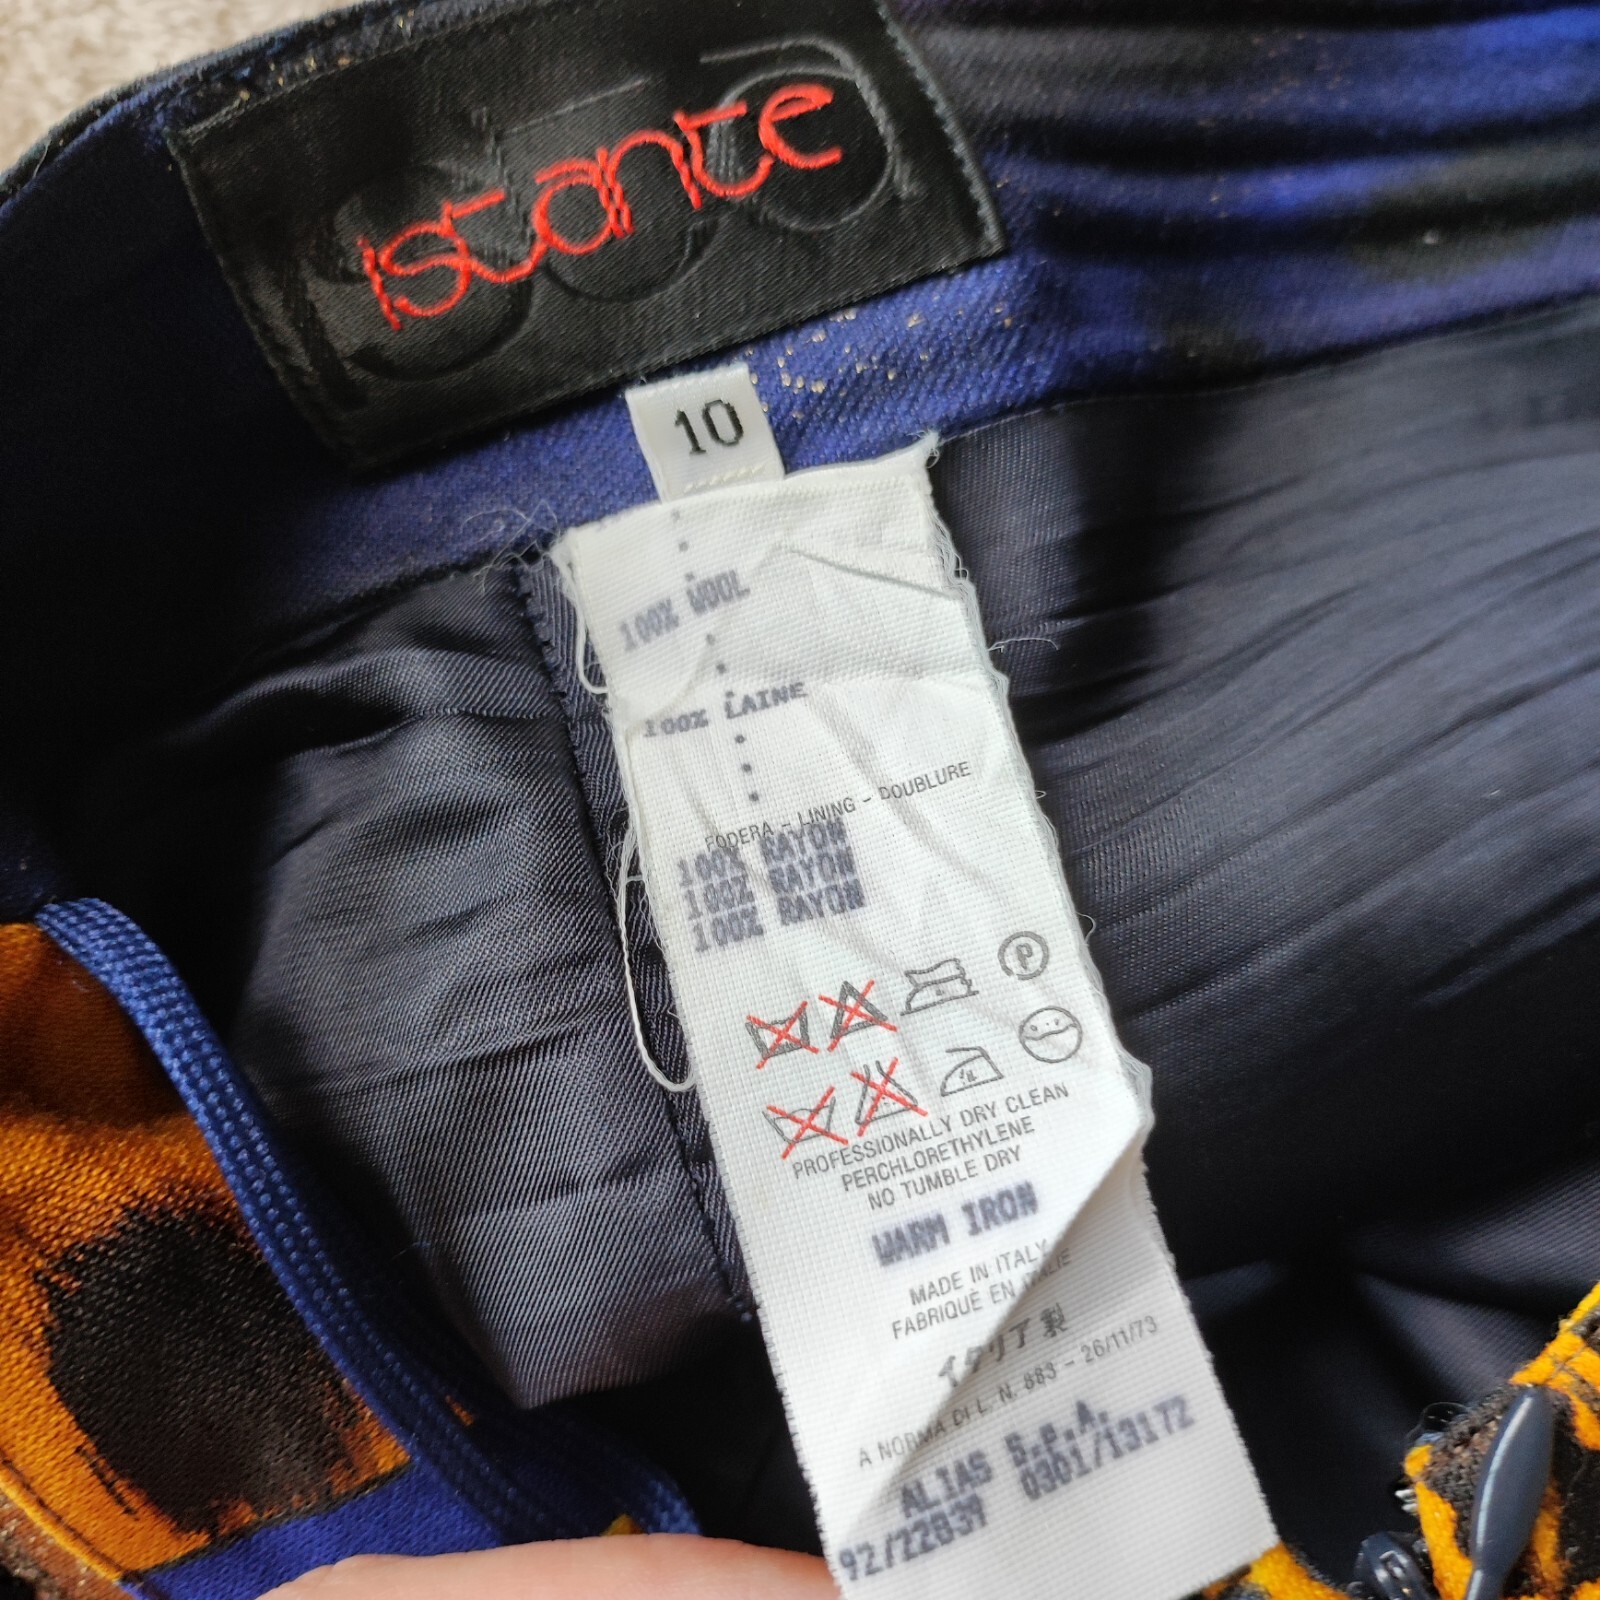 istante
10
100% WOOL
100% LAINE
FODERA - LINING - DOUBLURE
100% RAYON
100% RAYON
100% RAYON
P
PROFESSIONALLY DRY CLEAN
PERCHLORETHYLENE
NO TUMBLE DRY
WARM IRON
MADE IN ITALY
FABRIQUÈ EN ITALIE
イタリア製
A NORMA DI L. N. 883 - 26/11/73
ALIAS S.p.A.
92/22839 0301/13172